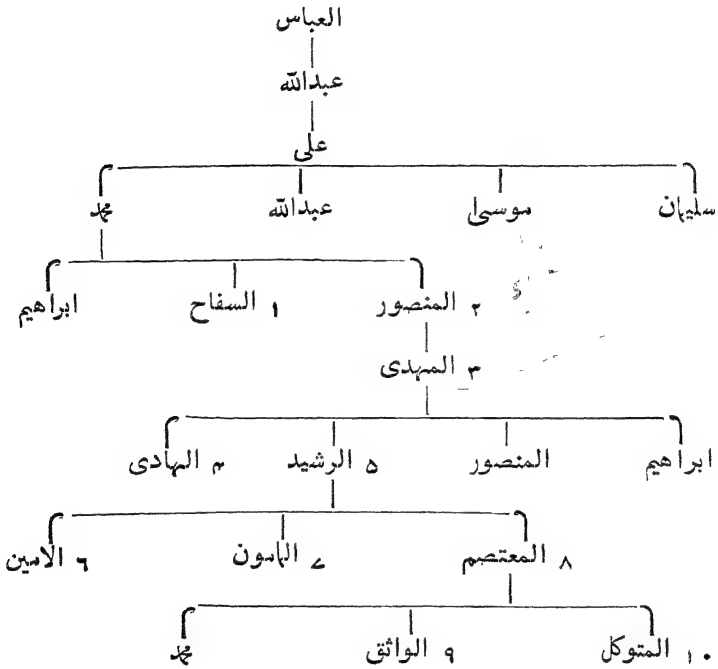 العباس
عبدالله
على
سليمان موسى عبدالله محمد
٢ المنصور ١ السفاح ابراهيم
٣ المهدى
ابراهيم المنصور ٥ الرشيد ٤ الهادى
٨ المعتصم ٧ المامون ٦ الامين
١٠ المتوكل ٩ الواثق محمد